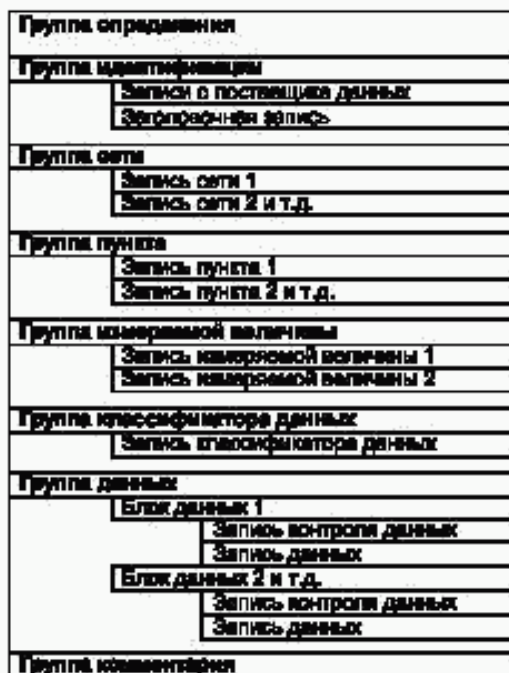 Группа определения
Группа идентификации
Записи о поставщике данных
Заголовочная запись
Группа сети
Запись сети 1
Запись сети 2 и т.д.
Группа пункта
Запись пункта 1
Запись пункта 2 и т.д.
Группа измеряемой величины
Запись измеряемой величины 1
Запись измеряемой величины 2
Группа классификатора данных
Запись классификатора данных
Группа данных
Блок данных 1
Запись контроля данных
Запись данных
Блок данных 2 и т.д.
Запись контроля данных
Запись данных
Группа комментария